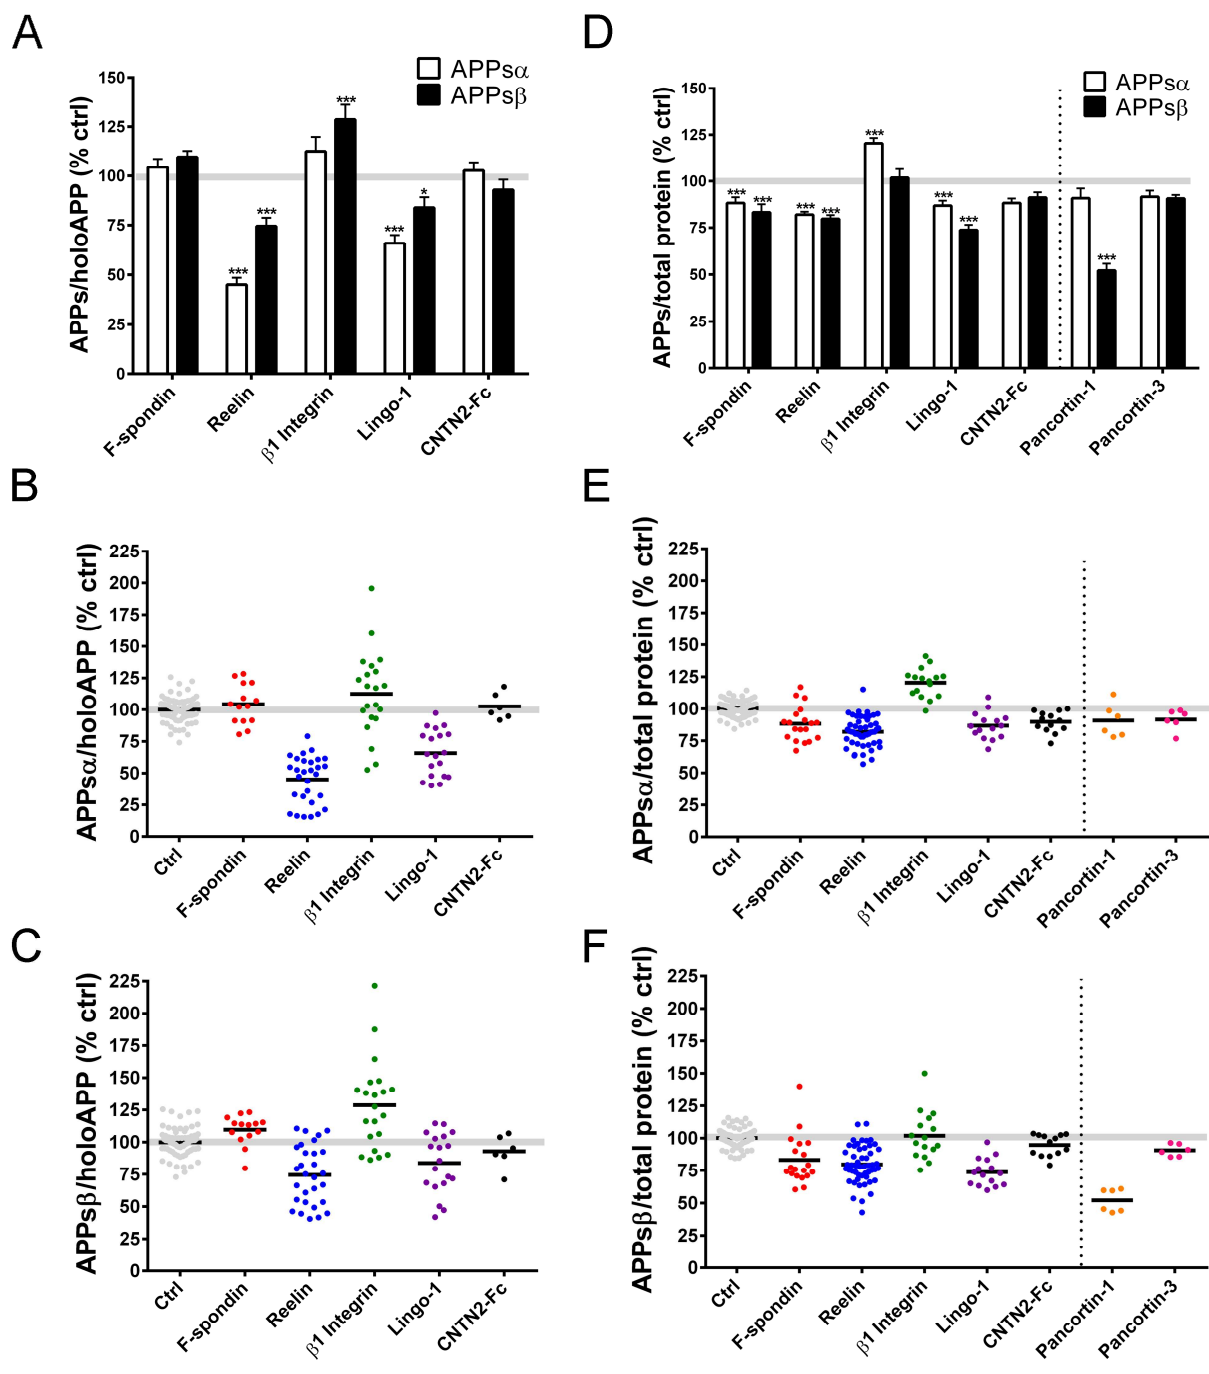 A
APPs/holoAPP (% ctrl)
150
125
100
75
50
25
0
APPsα
APPsβ
***
***
***
***
*
F-spondin
Reelin
β1 Integrin
Lingo-1
CNTN2-Fc
D
APPs/total protein (% ctrl)
150
125
100
75
50
25
0
APPsα
APPsβ
***
***
***
***
***
***
***
***
F-spondin
Reelin
β1 Integrin
Lingo-1
CNTN2-Fc
Pancortin-1
Pancortin-3
B
APPsα/holoAPP (% ctrl)
225
200
175
150
125
100
75
50
25
0
Ctrl
F-spondin
Reelin
β1 Integrin
Lingo-1
CNTN2-Fc
E
APPsα/total protein (% ctrl)
225
200
175
150
125
100
75
50
25
0
Ctrl
F-spondin
Reelin
β1 Integrin
Lingo-1
CNTN2-Fc
Pancortin-1
Pancortin-3
C
APPsβ/holoAPP (% ctrl)
225
200
175
150
125
100
75
50
25
0
Ctrl
F-spondin
Reelin
β1 Integrin
Lingo-1
CNTN2-Fc
F
APPsβ/total protein (% ctrl)
225
200
175
150
125
100
75
50
25
0
Ctrl
F-spondin
Reelin
β1 Integrin
Lingo-1
CNTN2-Fc
Pancortin-1
Pancortin-3